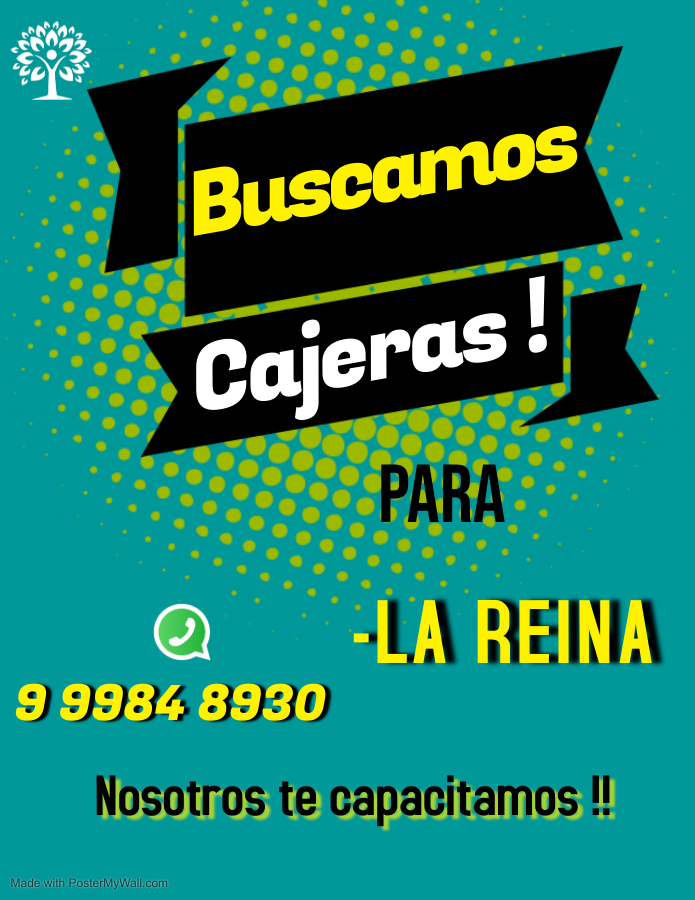 Buscamos
Cajeras !
PARA
-LA REINA
9 9984 8930
Nosotros te capacitamos !!
Made with PosterMyWall.com